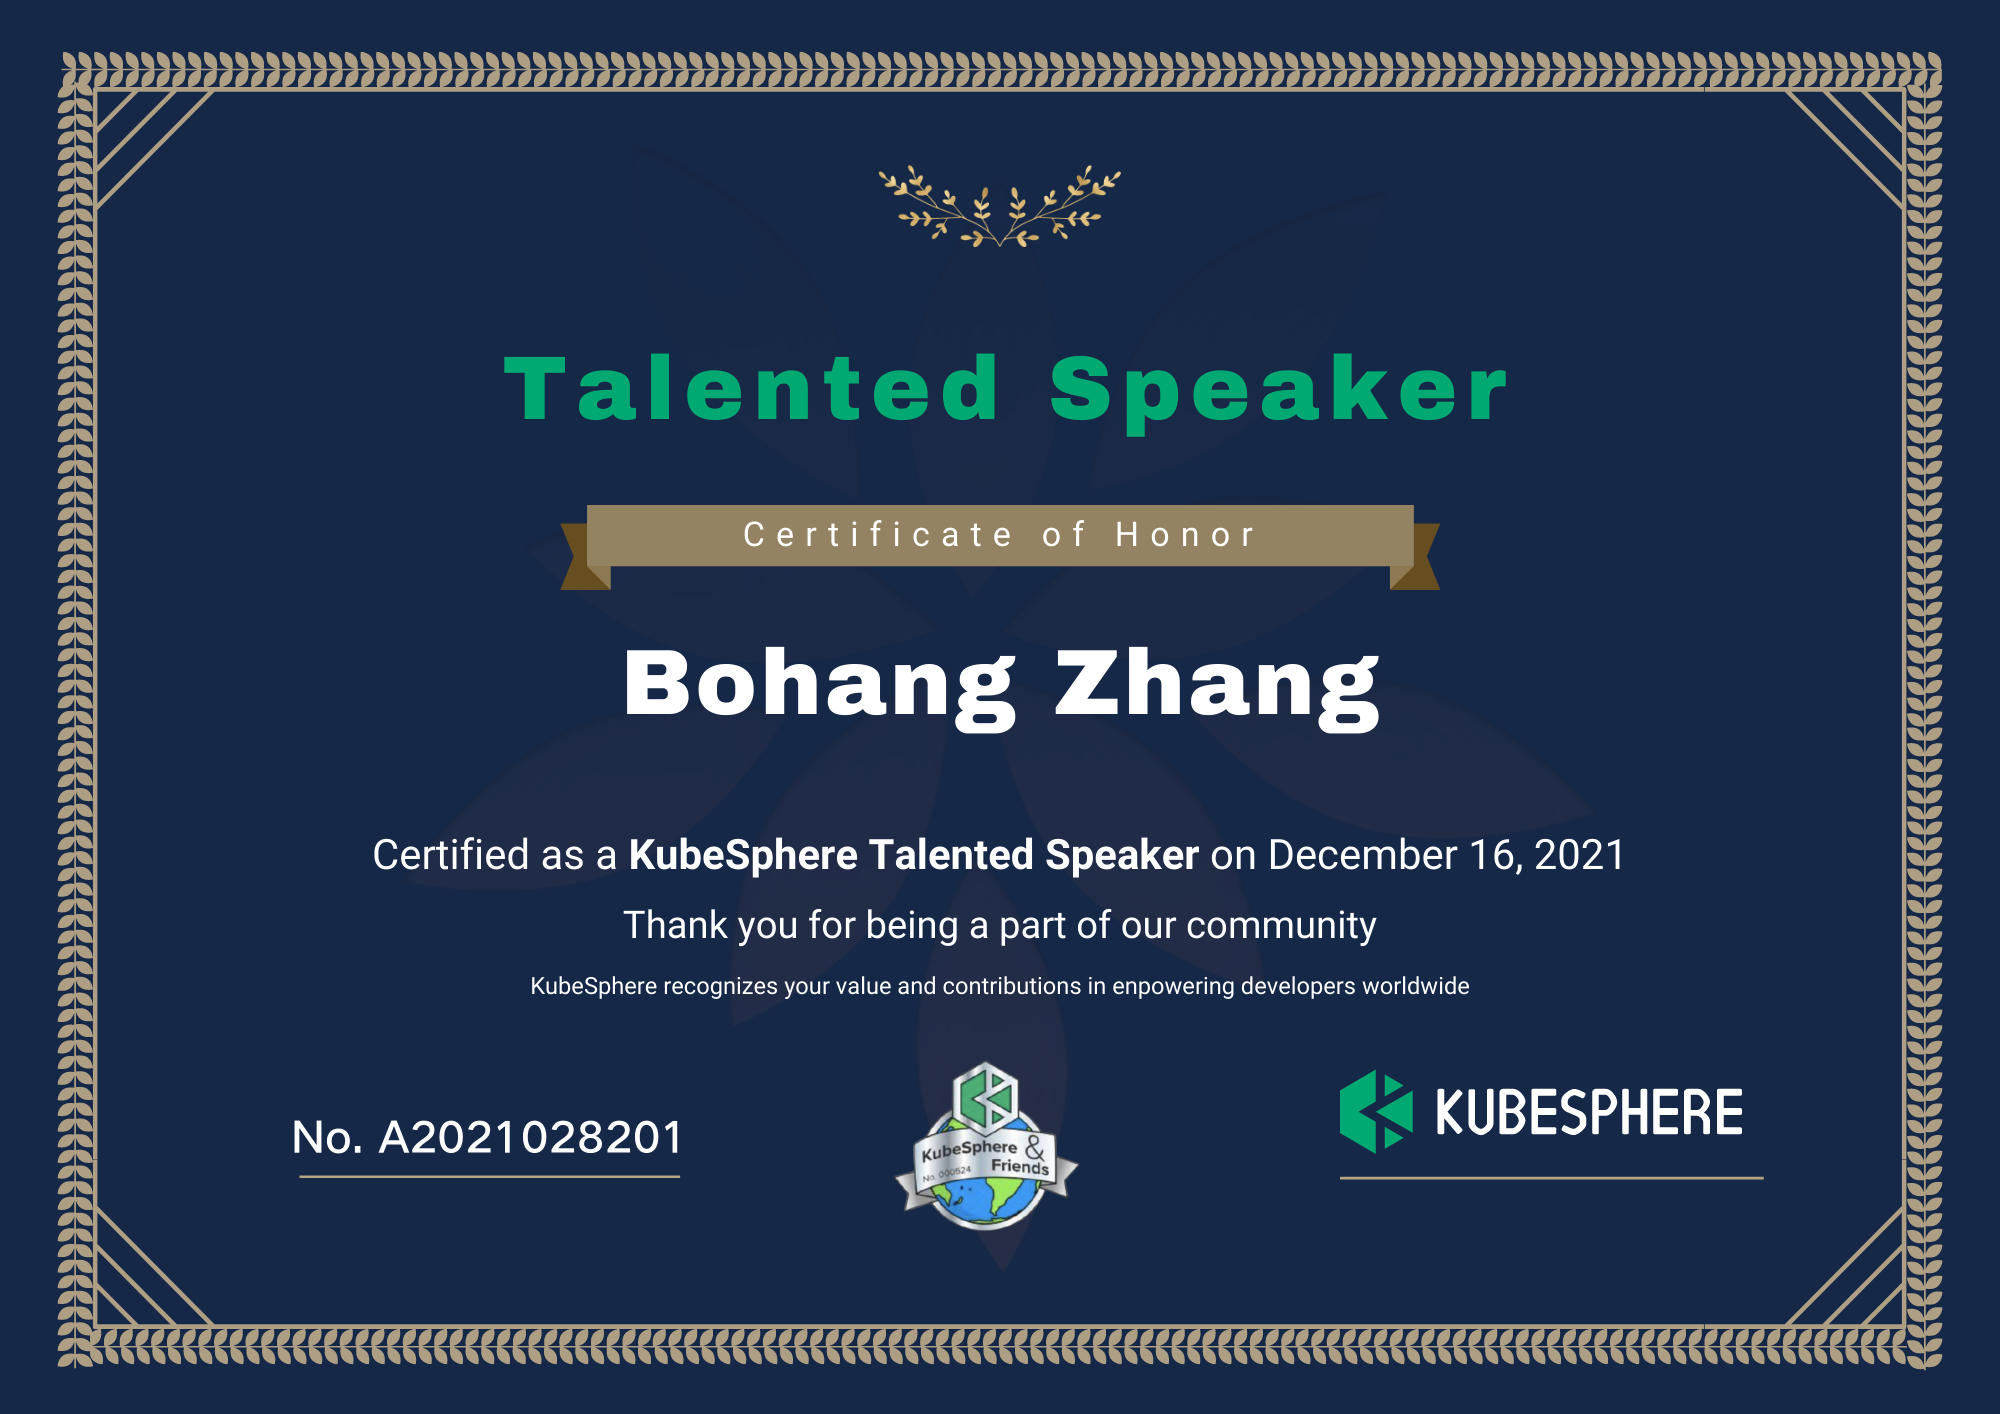 Talented Speaker
Certificate of Honor
Bohang Zhang
Certified as a KubeSphere Talented Speaker on December 16, 2021
Thank you for being a part of our community
KubeSphere recognizes your value and contributions in enpowering developers worldwide
No. A2021028201
KubeSphere &
Friends
No. 000524
KUBESPHERE